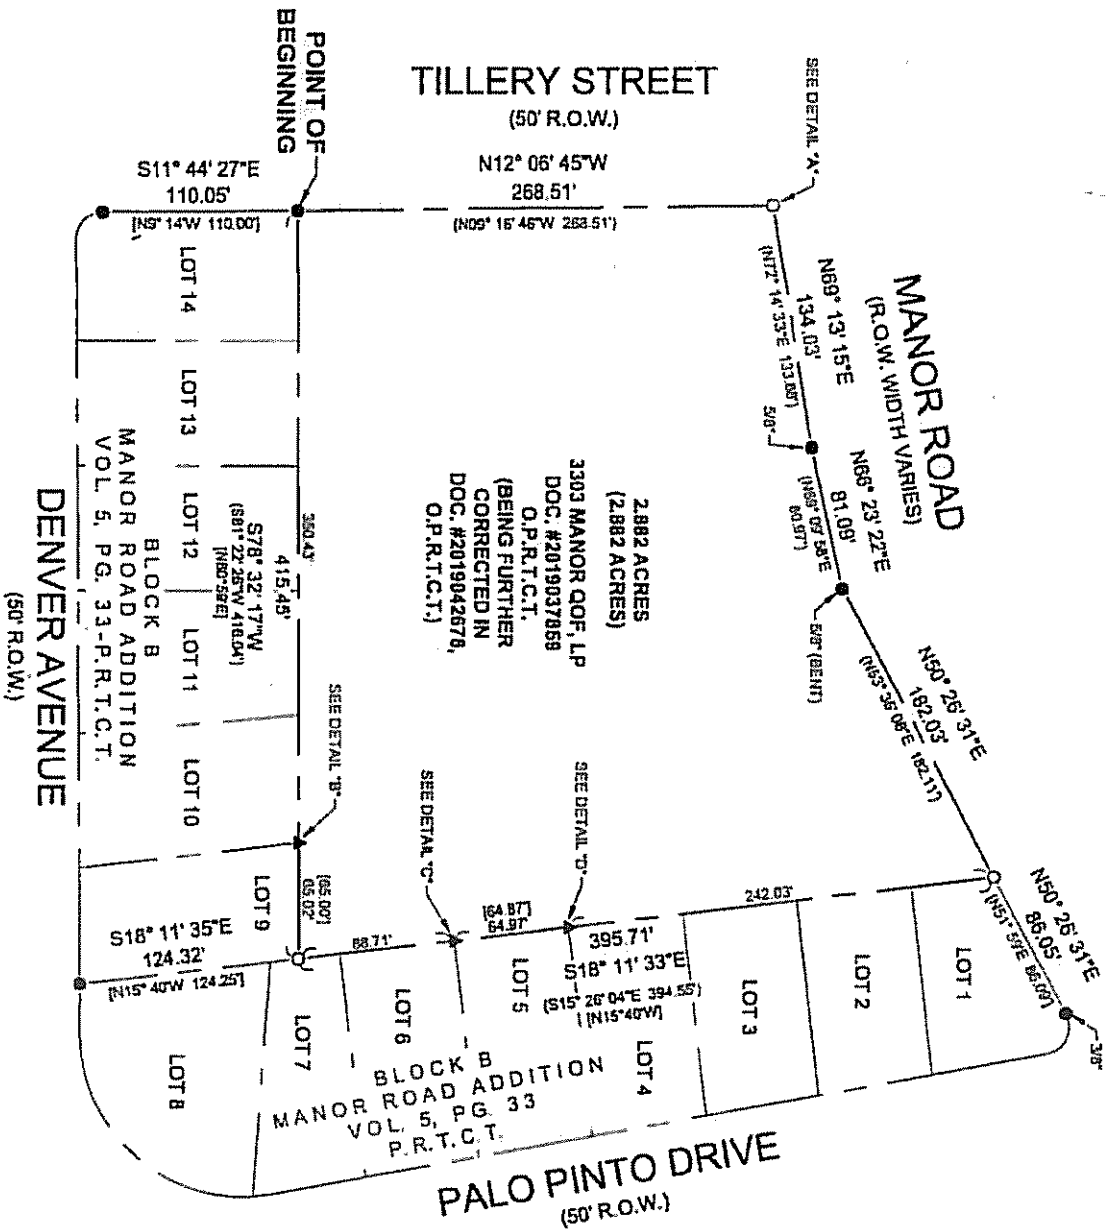 TILLERY STREET
(50' R.O.W.)
POINT OF
BEGINNING
SEE DETAIL "A"
S11° 44' 27"E
110.05'
[N9° 14'W 110.00']
N12° 06' 45"W
268.51'
(N09° 16' 46"W 268.51')
MANOR ROAD
(R.O.W. WIDTH VARIES)
N69° 13' 15"E
134.03'
(N72° 14' 33"E 133.88')
5/8"
N66° 23' 22"E
81.09'
(N69° 09' 58"E
80.97')
5/8" (BENT)
N50° 26' 31"E
182.03'
(N53° 36' 08"E 182.11')
N50° 26' 31"E
86.05'
[N51° 59'E 86.09']
3/8"
2.882 ACRES
(2.882 ACRES)
3303 MANOR QOF, LP
DOC. #2019037859
O.P.R.T.C.T.
(BEING FURTHER
CORRECTED IN
DOC. #2019042678,
O.P.R.T.C.T.)
350.43'
415.45'
S78° 32' 17"W
(S81° 22' 26"W 416.04')
[N80°59'E]
SEE DETAIL "B"
[65.00']
65.02'
SEE DETAIL "C"
SEE DETAIL "D"
88.71'
[64.87']
64.97'
242.03'
395.71'
S18° 11' 33"E
(S15° 26' 04"E 394.55')
[N15°40'W]
S18° 11' 35"E
124.32'
[N15° 40'W 124.25']
LOT 14
LOT 13
LOT 12
LOT 11
LOT 10
LOT 9
LOT 8
LOT 7
LOT 6
LOT 5
LOT 4
LOT 3
LOT 2
LOT 1
BLOCK B
MANOR ROAD ADDITION
VOL. 5, PG. 33-P.R.T.C.T.
BLOCK B
MANOR ROAD ADDITION
VOL. 5, PG. 33
P.R.T.C.T.
DENVER AVENUE
(50' R.O.W.)
PALO PINTO DRIVE
(50' R.O.W.)